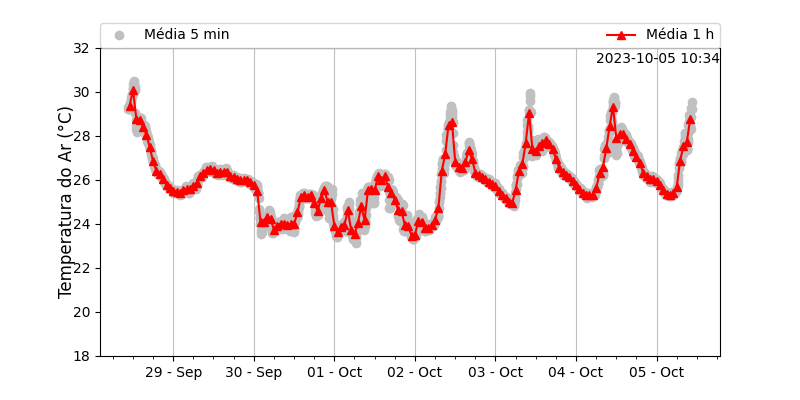 Média 5 min
Média 1 h
2023-10-05 10:34
Temperatura do Ar (°C)
32
30
28
26
24
22
20
18
29 - Sep
30 - Sep
01 - Oct
02 - Oct
03 - Oct
04 - Oct
05 - Oct